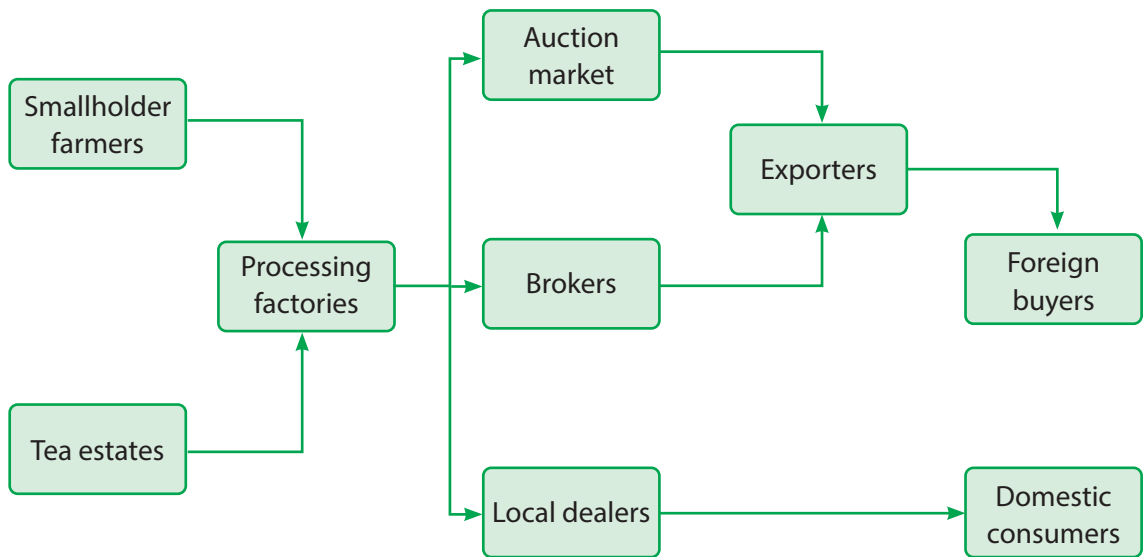 Smallholder
farmers
Tea estates
Processing
factories
Auction
market
Brokers
Local dealers
Exporters
Foreign
buyers
Domestic
consumers